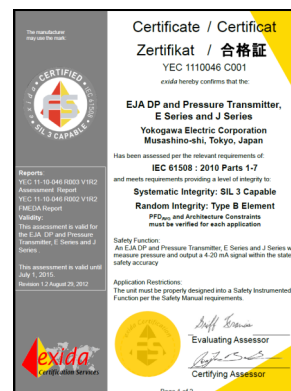 The manufacturer
may use the mark:
CERTIFIED
IEC 61508
SIL 3 CAPABLE
Reports:
YEC 11-10-046 R003 V1R2
Assessment Report
YEC 11-10-046 R002 V1R2
FMEDA Report
Validity:
This assessment is valid for
the EJA DP and Pressure
Transmitter, E Series and J
Series .
This assessment is valid until
July 1, 2015.
Revision 1.2 August 29, 2012
exida
Certification Services
Certificate / Certificat
Zertifikat / 合格証
YEC 1110046 C001
exida hereby confirms that the:
EJA DP and Pressure Transmitter,
E Series and J Series
Yokogawa Electric Corporation
Musashino-shi, Tokyo, Japan
Has been assessed per the relevant requirements of:
IEC 61508 : 2010 Parts 1-7
and meets requirements providing a level of integrity to:
Systematic Integrity: SIL 3 Capable
Random Integrity: Type B Element
PFDAVG and Architecture Constraints
must be verified for each application
Safety Function:
An EJA DP and Pressure Transmitter, E Series and J Series w
measure pressure and output a 4-20 mA signal within the state
safety accuracy
Application Restrictions:
The unit must be properly designed into a Safety Instrumented
Function per the Safety Manual requirements.
Evaluating Assessor
Certifying Assessor